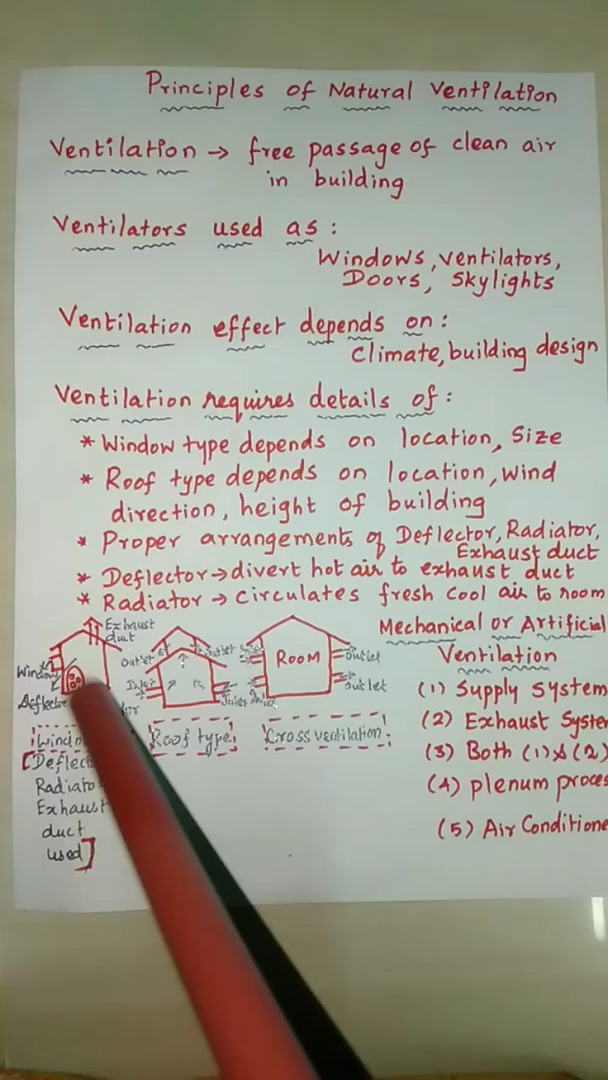 Principles of Natural Ventilation
Ventilation → free passage of clean air
in building
Ventilators used as :
Windows, ventilators,
Doors, Skylights
Ventilation effect depends on :
climate, building design
Ventilation requires details of :
* Window type depends on location, Size
* Roof type depends on location, wind
direction, height of building
* Proper arrangements of Deflector, Radiator,
Exhaust duct
* Deflector → divert hot air to exhaust duct
* Radiator → circulates fresh cool air to room
Exhaust
duct
Window
Outlet
Outlet
ROOM
Outlet
Outlet
Roof type
Cross ventilation
Radiato
Exhaust
duct
used]
Mechanical or Artificial
Ventilation
(1) Supply System
(2) Exhaust Syste
(3) Both (1) & (2)
(4) plenum proces
(5) Air Conditione